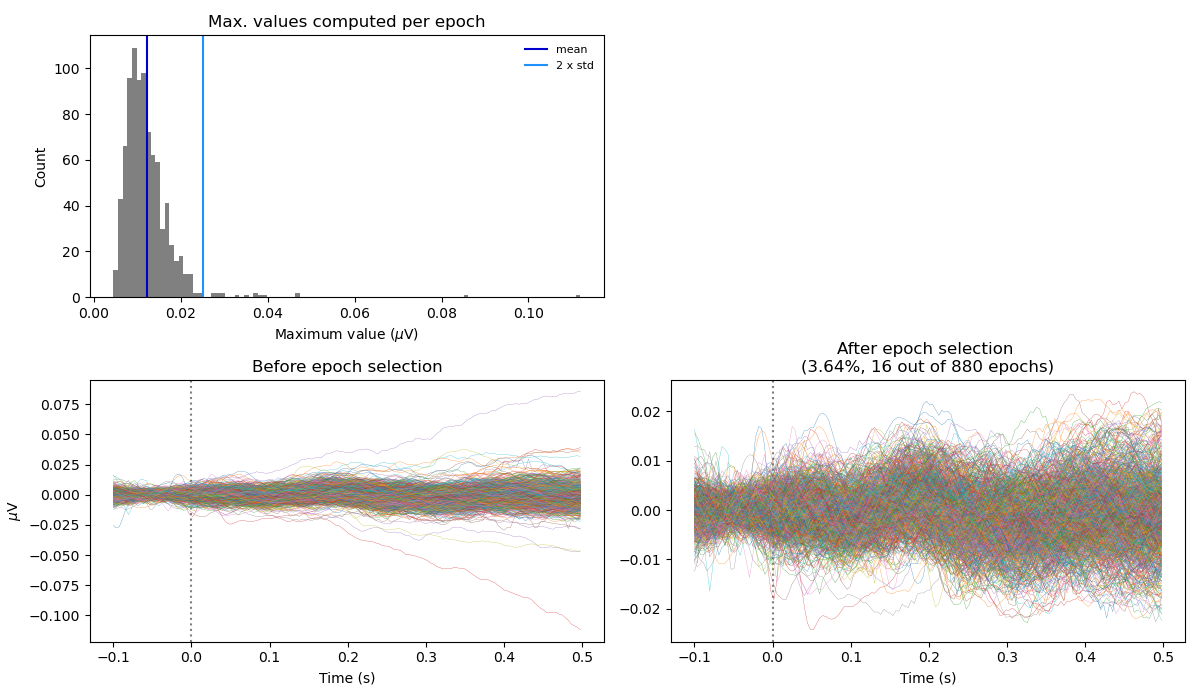 Max. values computed per epoch
mean
2 x std
100
80
60
40
20
0
Count
0.00 0.02 0.04 0.06 0.08 0.10
Maximum value (μV)
Before epoch selection
0.075
0.050
0.025
0.000
−0.025
−0.050
−0.075
−0.100
μV
−0.1 0.0 0.1 0.2 0.3 0.4 0.5
Time (s)
After epoch selection
(3.64%, 16 out of 880 epochs)
0.02
0.01
0.00
−0.01
−0.02
−0.1 0.0 0.1 0.2 0.3 0.4 0.5
Time (s)